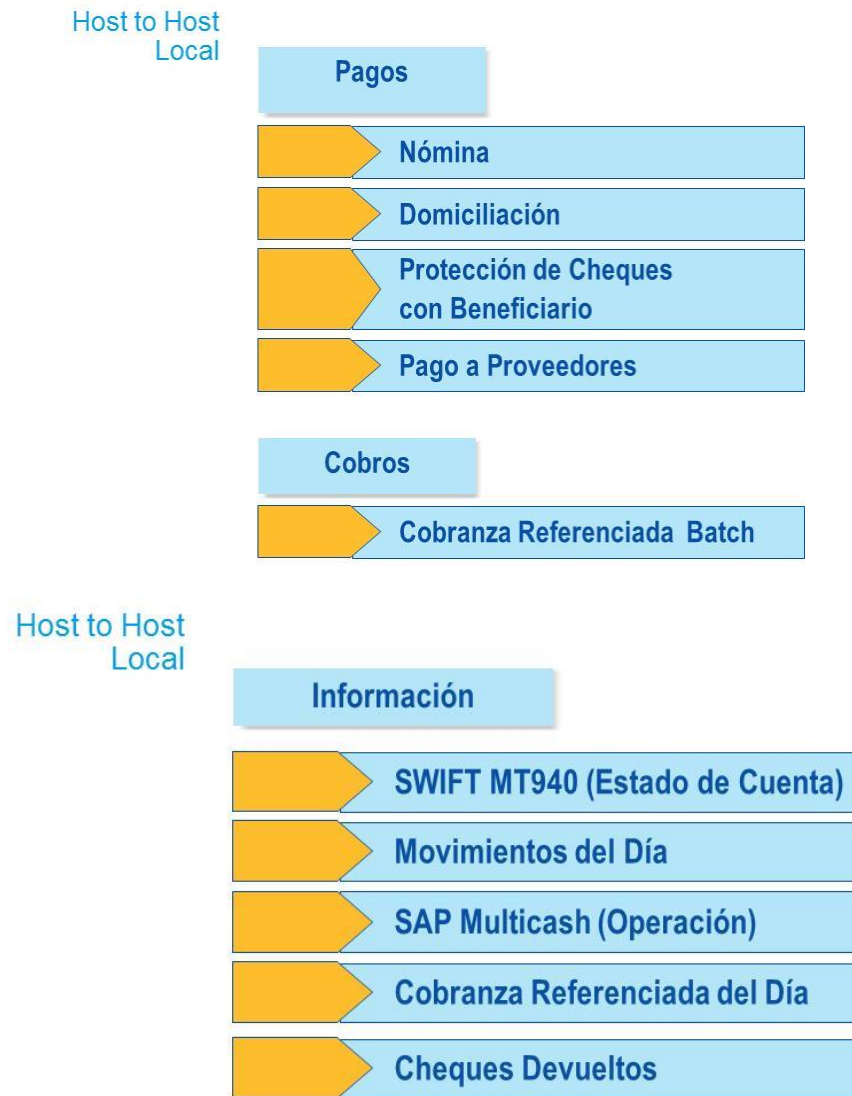 Host to Host
Local
Pagos
Nómina
Domiciliación
Protección de Cheques
con Beneficiario
Pago a Proveedores
Cobros
Cobranza Referenciada Batch
Host to Host
Local
Información
SWIFT MT940 (Estado de Cuenta)
Movimientos del Día
SAP Multicash (Operación)
Cobranza Referenciada del Día
Cheques Devueltos